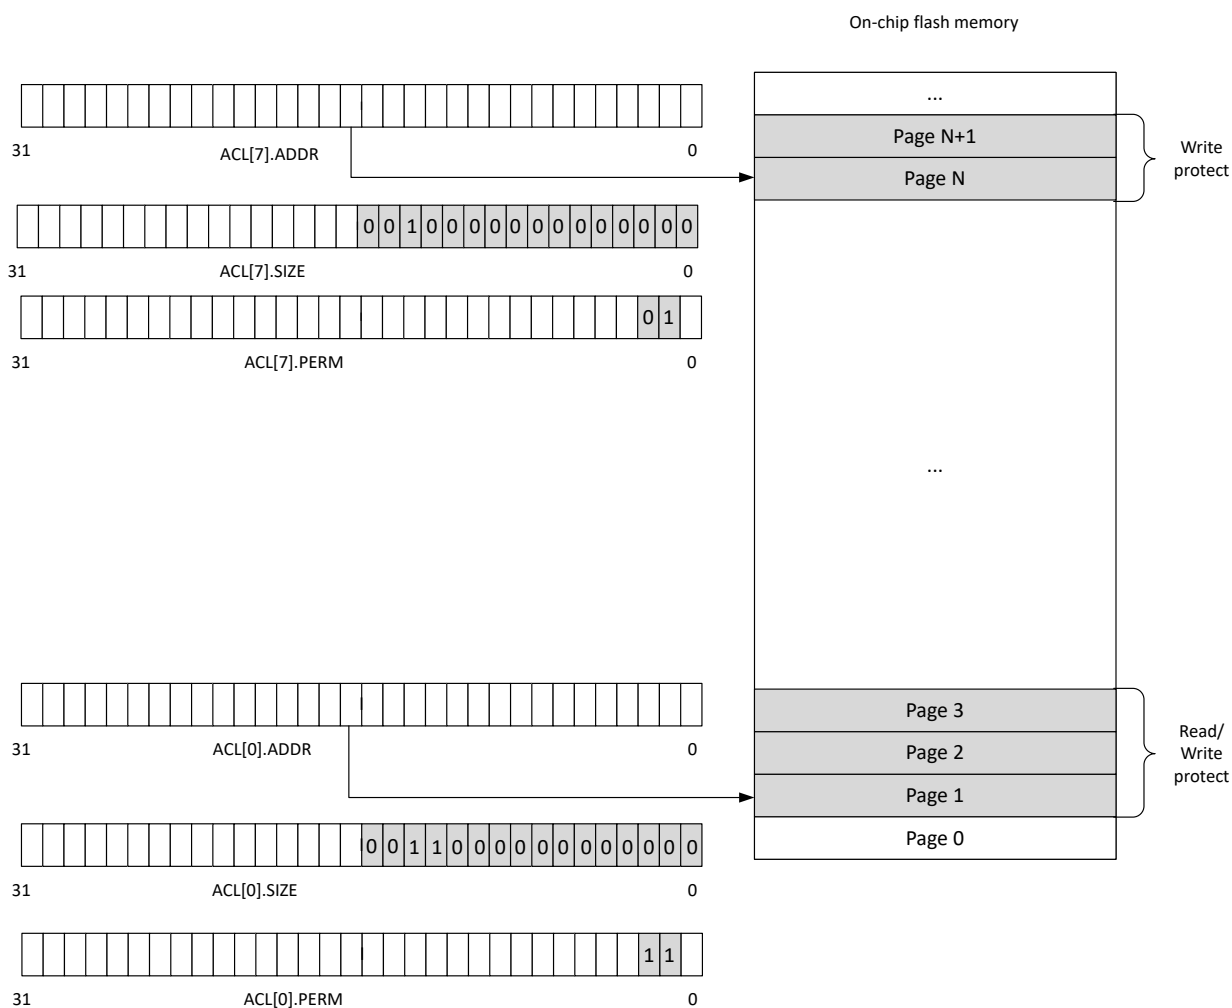 On-chip flash memory
...
31 ACL[7].ADDR 0
Page N+1
Page N
Write
protect
0 0 1 0 0 0 0 0 0 0 0 0 0 0 0 0
31 ACL[7].SIZE 0
0 1
31 ACL[7].PERM 0
...
31 ACL[0].ADDR 0
Page 3
Page 2
Page 1
Page 0
Read/
Write
protect
0 0 1 1 0 0 0 0 0 0 0 0 0 0 0 0
31 ACL[0].SIZE 0
1 1
31 ACL[0].PERM 0